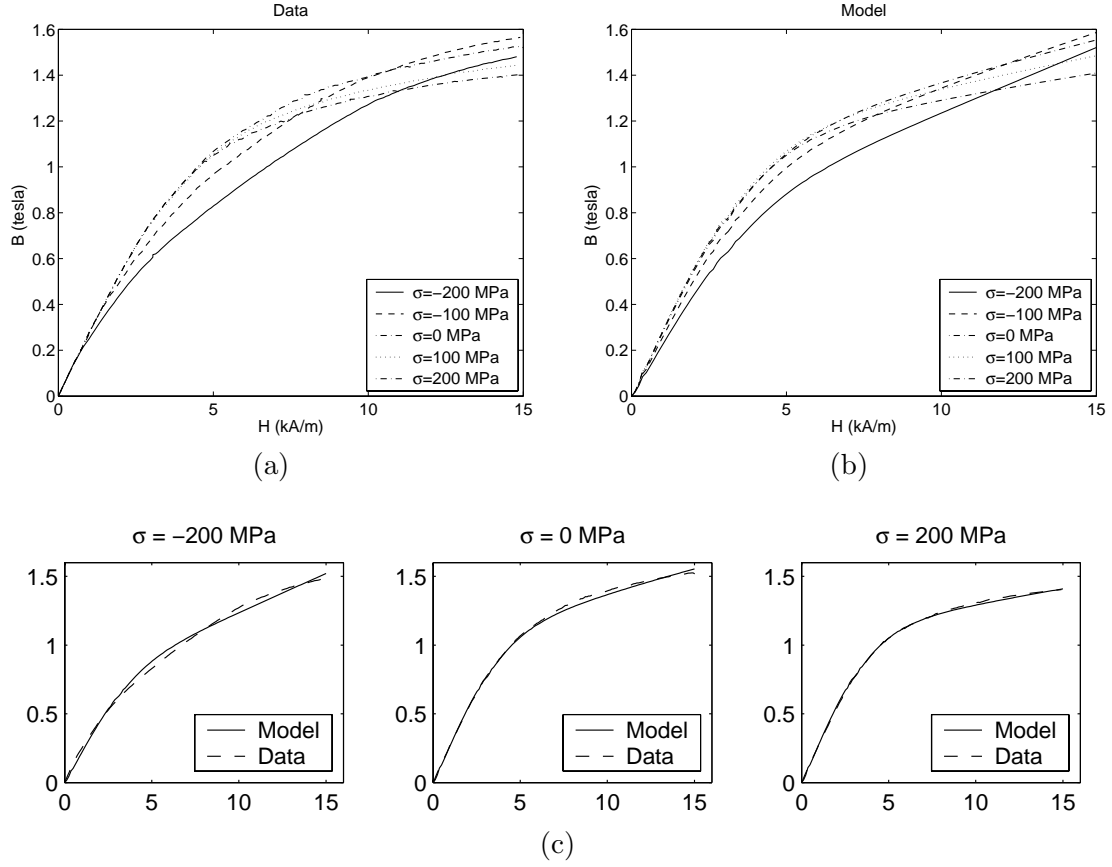 Data
B (tesla)
1.6
1.4
1.2
1
0.8
0.6
0.4
0.2
0
0 5 10 15
H (kA/m)
σ=−200 MPa
σ=−100 MPa
σ=0 MPa
σ=100 MPa
σ=200 MPa
(a)
Model
B (tesla)
1.6
1.4
1.2
1
0.8
0.6
0.4
0.2
0
0 5 10 15
H (kA/m)
σ=−200 MPa
σ=−100 MPa
σ=0 MPa
σ=100 MPa
σ=200 MPa
(b)
σ = −200 MPa
1.5
1
0.5
0
0 5 10 15
Model
Data
σ = 0 MPa
1.5
1
0.5
0
0 5 10 15
Model
Data
σ = 200 MPa
1.5
1
0.5
0
0 5 10 15
Model
Data
(c)